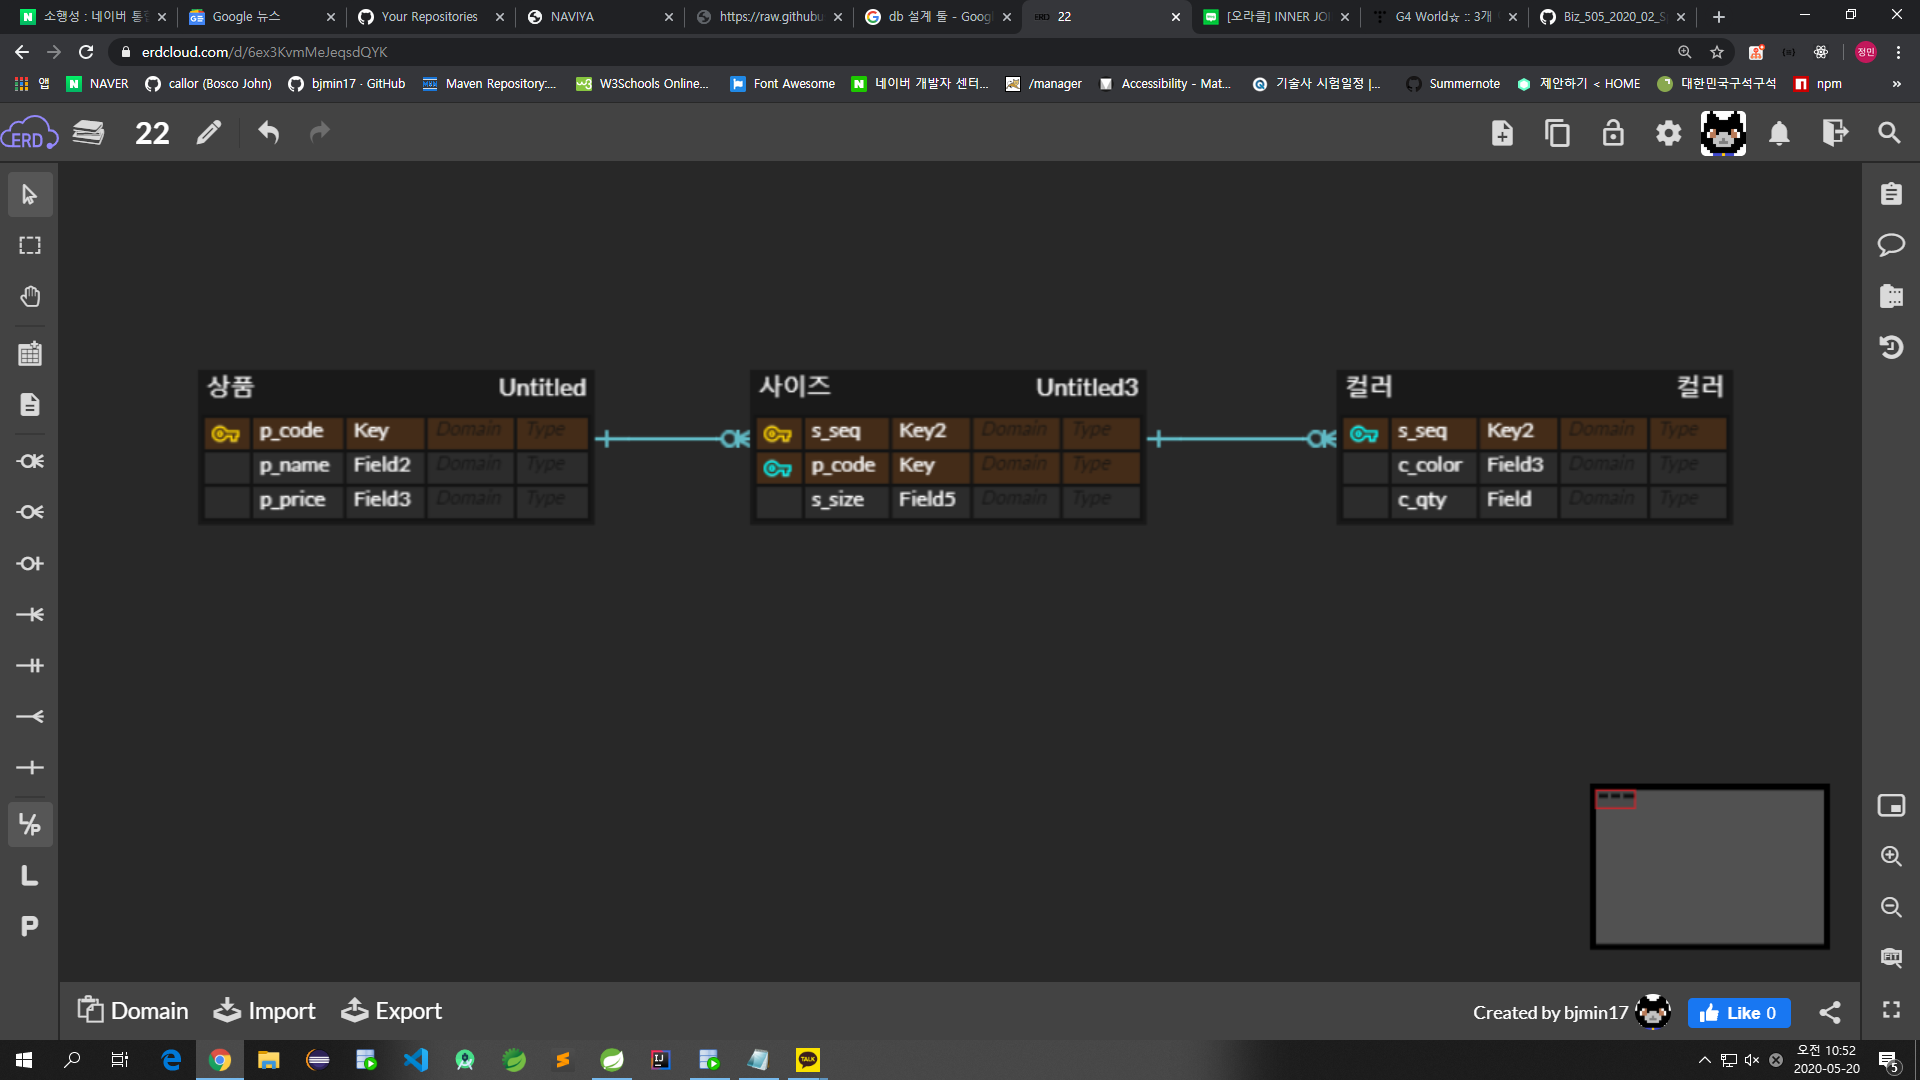 소행성 : 네이버 통합
Google 뉴스
Your Repositories
NAVIYA
https://raw.githubu
db 설계 툴 - Goog
22
[오라클] INNER JOI
G4 World☆ :: 3개
Biz_505_2020_02_S
erdcloud.com/d/6ex3KvmMeJeqsdQYK
정민
앱
NAVER
callor (Bosco John)
bjmin17 · GitHub
Maven Repository:...
W3Schools Online...
Font Awesome
네이버 개발자 센터...
/manager
Accessibility - Mat...
기술사 시험일정 |...
Summernote
제안하기 < HOME
대한민국구석구석
npm
»
ERD
22
상품 Untitled
p_code Key Domain Type
p_name Field2 Domain Type
p_price Field3 Domain Type
사이즈 Untitled3
s_seq Key2 Domain Type
p_code Key Domain Type
s_size Field5 Domain Type
컬러 컬러
s_seq Key2 Domain Type
c_color Field3 Domain Type
c_qty Field Domain Type
L/P
L
P
FIT
Domain
Import
Export
Created by bjmin17
Like 0
TALK
오전 10:52
2020-05-20
5